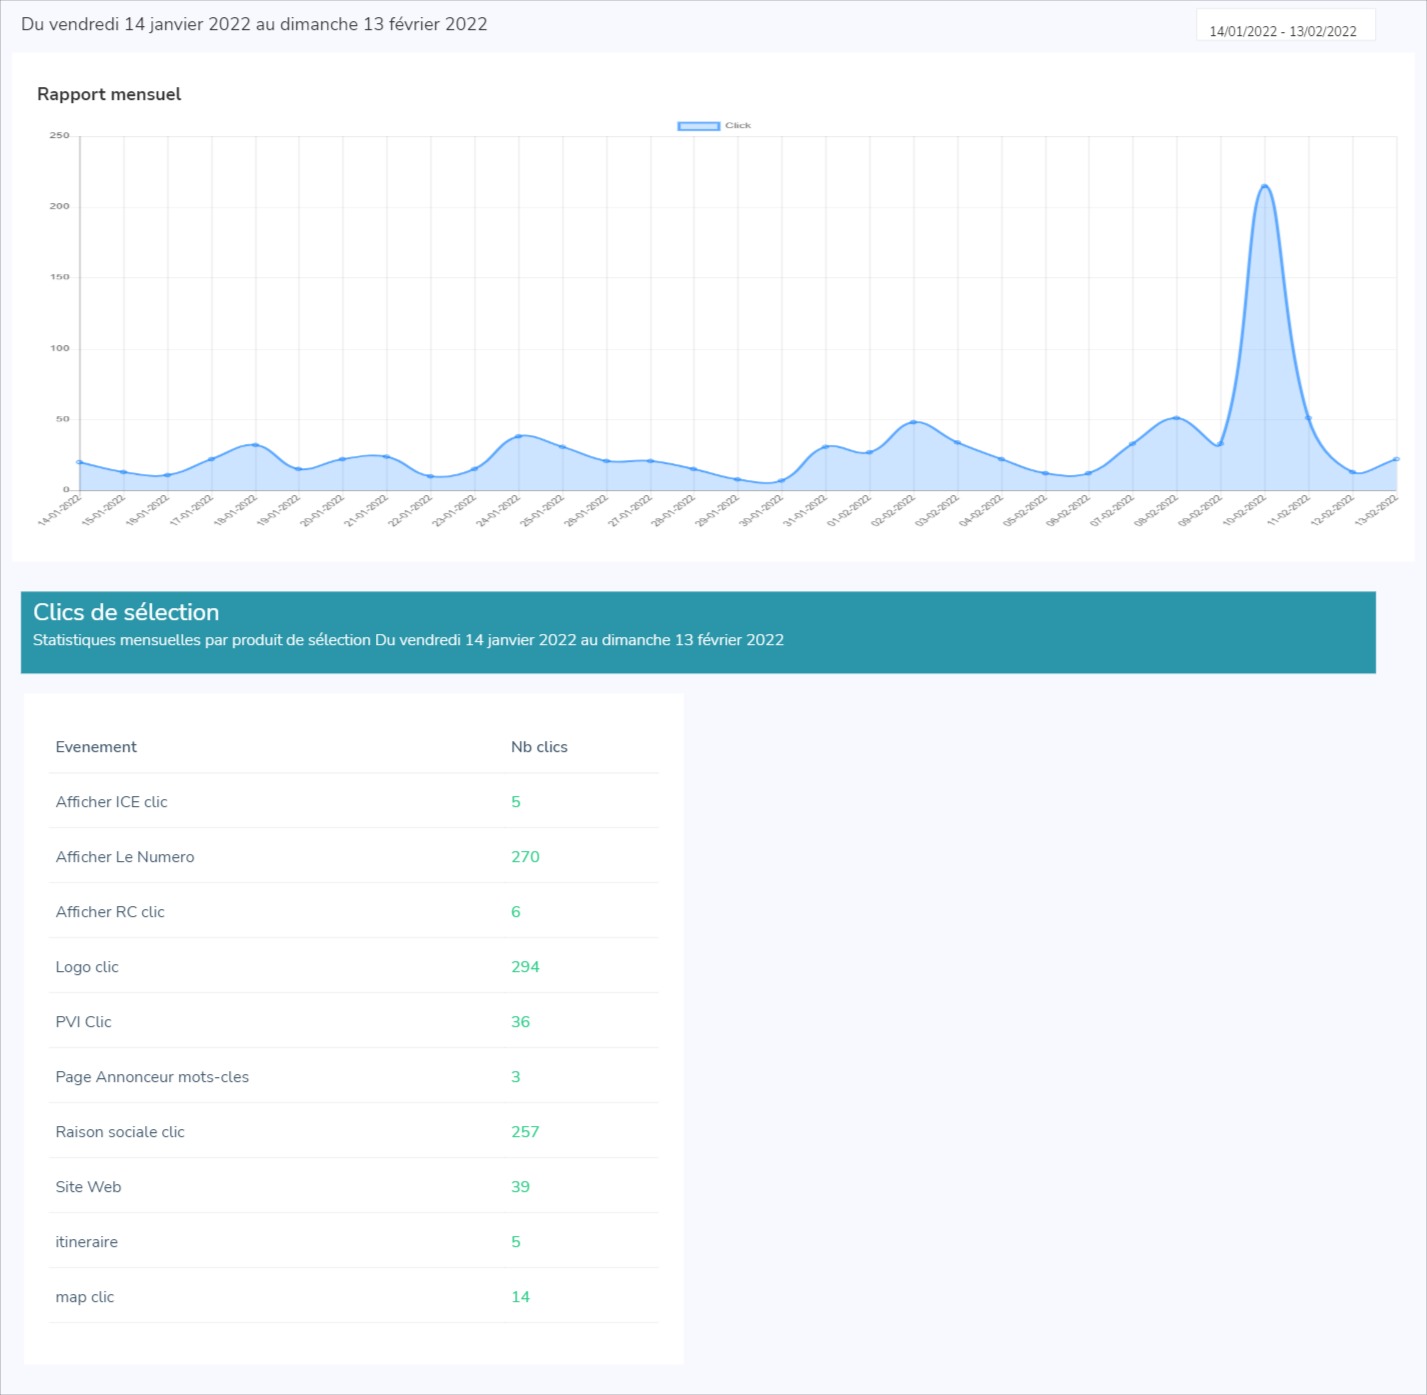 Du vendredi 14 janvier 2022 au dimanche 13 février 2022
14/01/2022 - 13/02/2022
Rapport mensuel
Click
250
200
150
100
50
0
14-01-2022
15-01-2022
16-01-2022
17-01-2022
18-01-2022
19-01-2022
20-01-2022
21-01-2022
22-01-2022
23-01-2022
24-01-2022
25-01-2022
26-01-2022
27-01-2022
28-01-2022
29-01-2022
30-01-2022
31-01-2022
01-02-2022
02-02-2022
03-02-2022
04-02-2022
05-02-2022
06-02-2022
07-02-2022
08-02-2022
09-02-2022
10-02-2022
11-02-2022
12-02-2022
13-02-2022
Clics de sélection
Statistiques mensuelles par produit de sélection Du vendredi 14 janvier 2022 au dimanche 13 février 2022
Evenement Nb clics
Afficher ICE clic 5
Afficher Le Numero 270
Afficher RC clic 6
Logo clic 294
PVI Clic 36
Page Annonceur mots-cles 3
Raison sociale clic 257
Site Web 39
itineraire 5
map clic 14